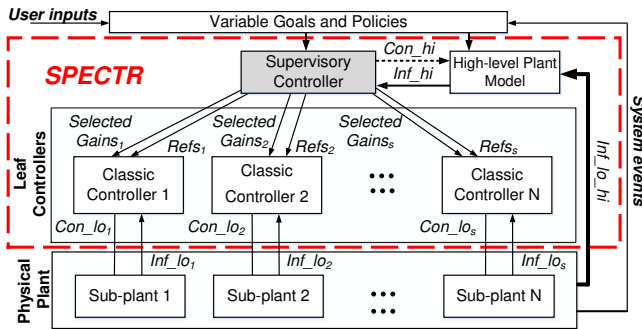 User inputs
Variable Goals and Policies
SPECTR
Supervisory
Controller
Con_hi
Inf_hi
High-level Plant
Model
Selected
Gains1
Refs1
Selected
Gains2
Refs2
Selected
Gainss
Refss
Leaf
Controllers
Classic
Controller 1
Classic
Controller 2
Classic
Controller N
Con_lo1
Inf_lo1
Con_lo2
Inf_lo2
Con_los
Inf_los
Inf_lo_hi
System events
Physical
Plant
Sub-plant 1
Sub-plant 2
Sub-plant N